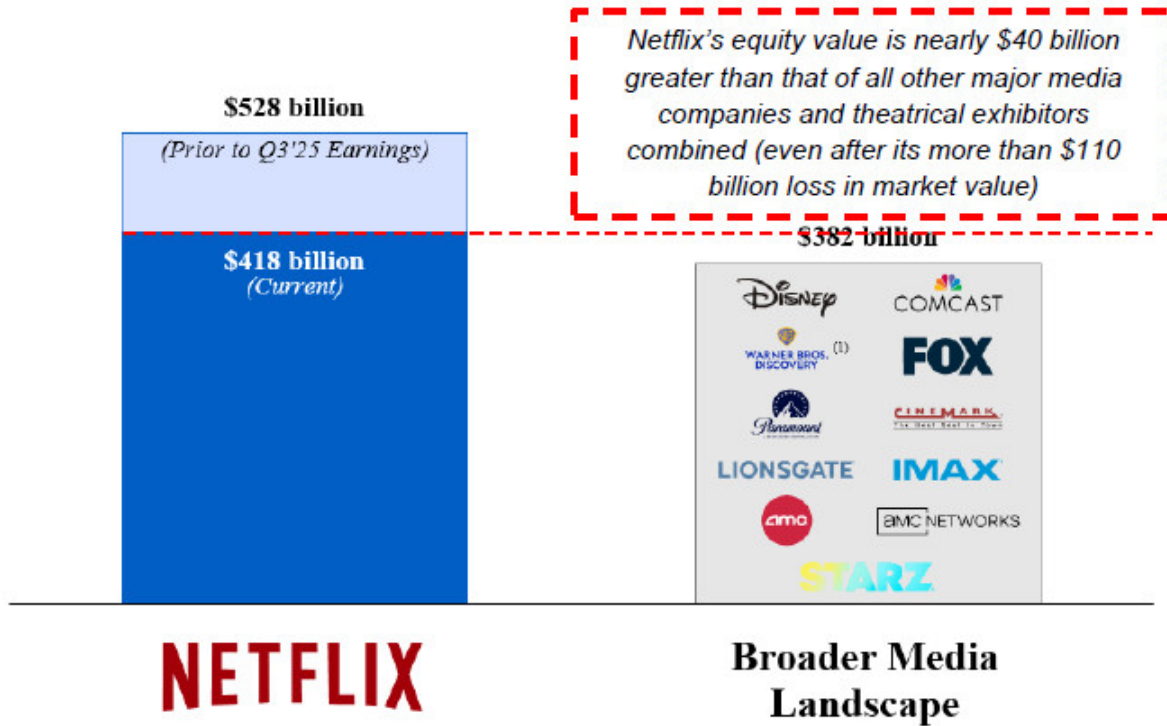 Netflix's equity value is nearly $40 billion
greater than that of all other major media
companies and theatrical exhibitors
combined (even after its more than $110
billion loss in market value)
$528 billion
(Prior to Q3'25 Earnings)
$418 billion
(Current)
$382 billion
Disney
COMCAST
WARNER BROS.
DISCOVERY
(1)
FOX
Paramount
CINEMARK
The Best Seat In Town
LIONSGATE
IMAX
amc
aMC NETWORKS
STARZ
NETFLIX
Broader Media
Landscape